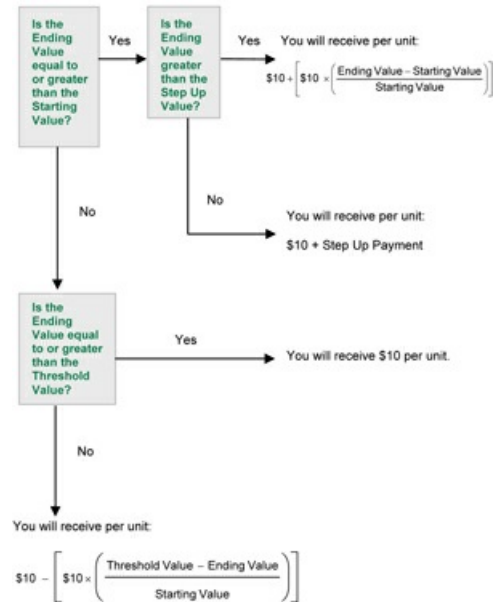 Is the
Ending
Value
equal to
or greater
than the
Starting
Value?
Yes
Is the
Ending
Value
greater
than the
Step Up
Value?
Yes
You will receive per unit:
$10 + [ $10 × ( Ending Value – Starting Value
Starting Value ) ]
No
No
You will receive per unit:
$10 + Step Up Payment
Is the
Ending
Value equal
to or greater
than the
Threshold
Value?
Yes
You will receive $10 per unit.
No
You will receive per unit:
$10 – [ $10 × ( Threshold Value – Ending Value
Starting Value ) ]